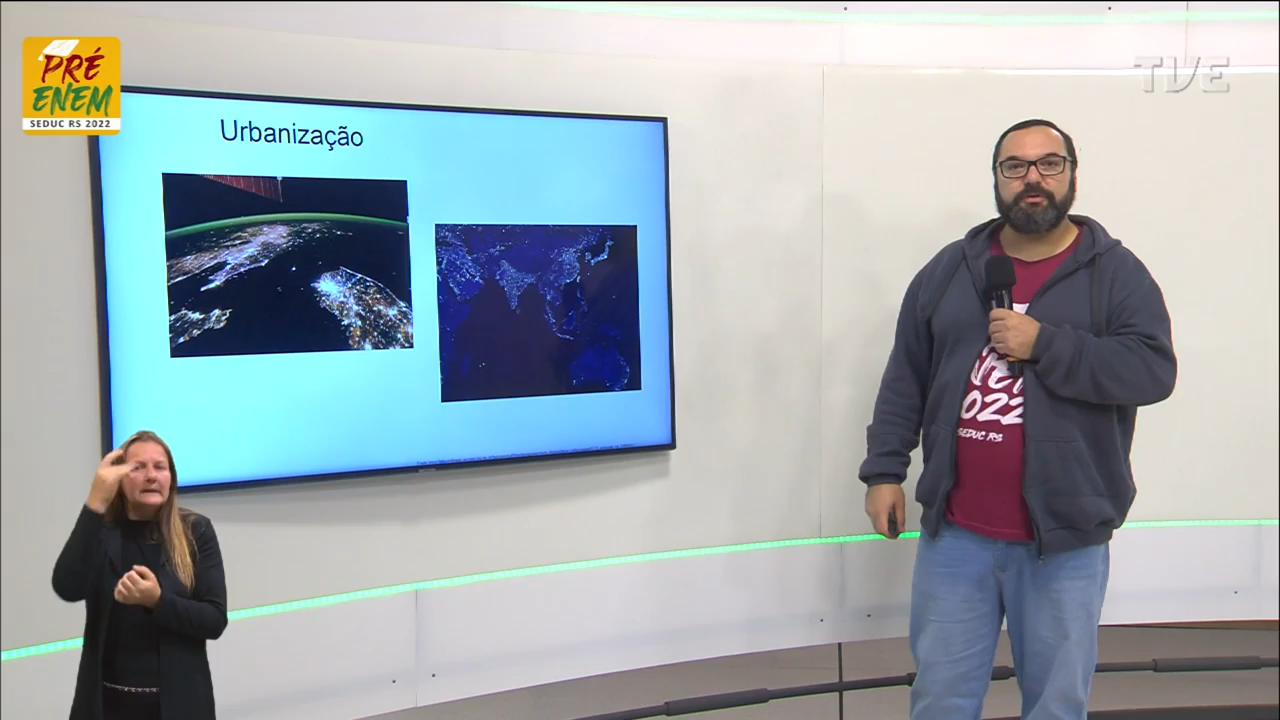 PRÉ
ENEM
SEDUC RS 2022
TVE
Urbanização
2022
SEDUC RS